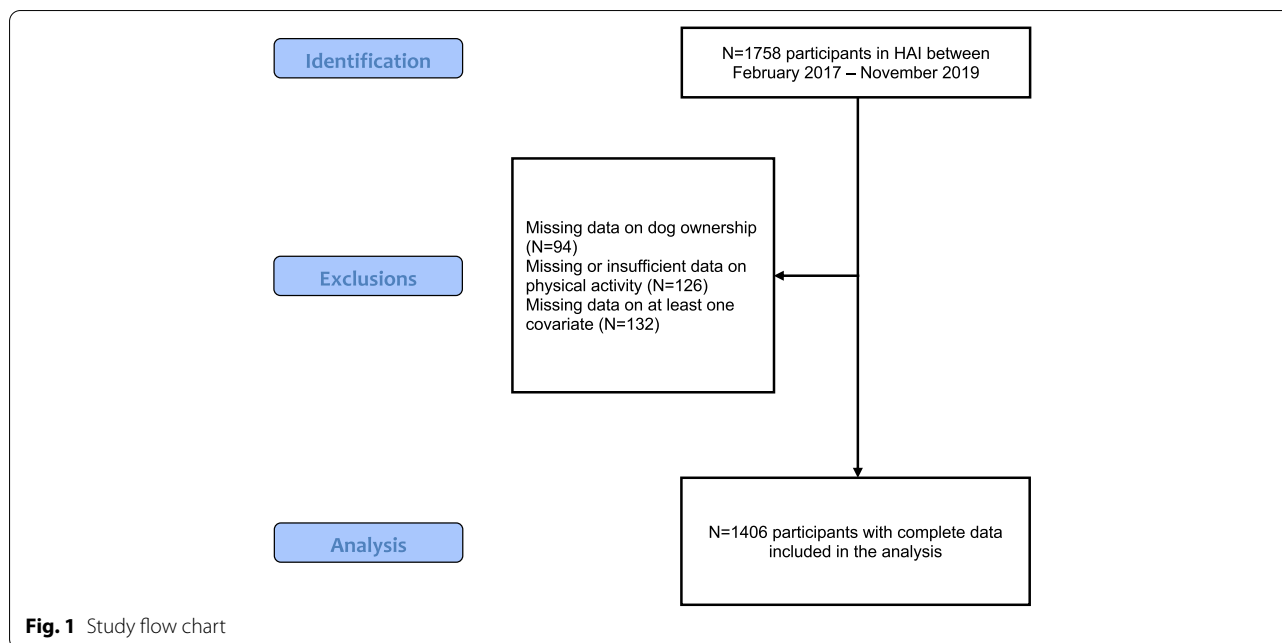 Identification
N=1758 participants in HAI between
February 2017 – November 2019
Exclusions
Missing data on dog ownership
(N=94)
Missing or insufficient data on
physical activity (N=126)
Missing data on at least one
covariate (N=132)
Analysis
N=1406 participants with complete data
included in the analysis
Fig. 1 Study flow chart